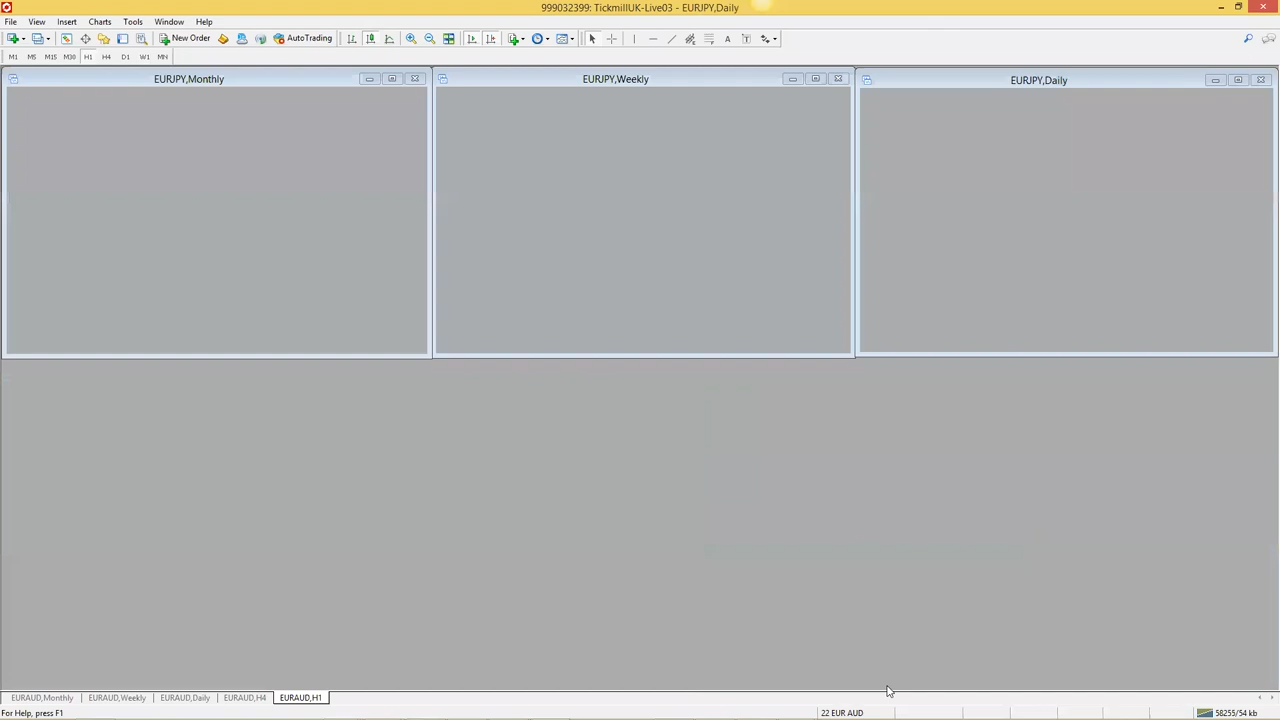 999032399: TickmillUK-Live03 - EURJPY,Daily
File View Insert Charts Tools Window Help
New Order AutoTrading A T
M1 M5 M15 M30 H1 H4 D1 W1 MN
EURJPY,Monthly
EURJPY,Weekly
EURJPY,Daily
EURAUD,Monthly EURAUD,Weekly EURAUD,Daily EURAUD,H4 EURAUD,H1
For Help, press F1 22 EUR AUD 58255/54 kb